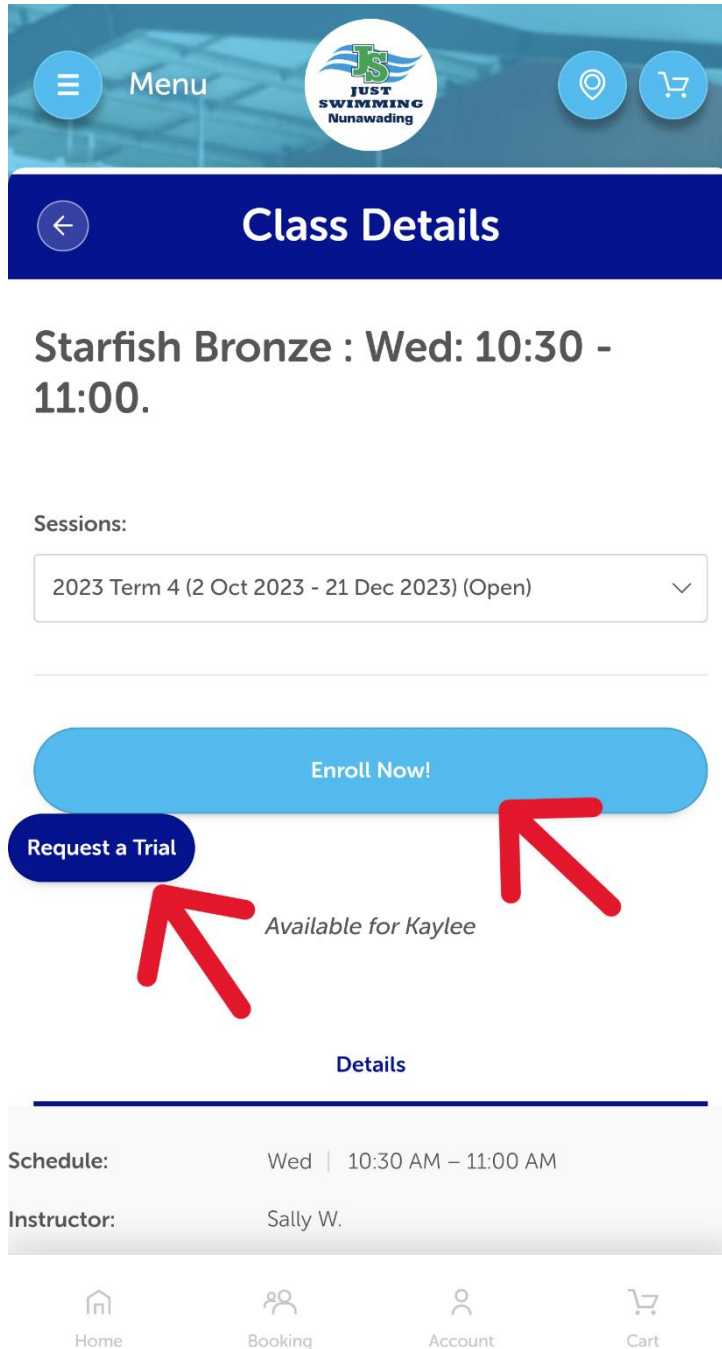 Menu
JS
JUST
SWIMMING
Nunawading
Class Details
Starfish Bronze : Wed: 10:30 -
11:00.
Sessions:
2023 Term 4 (2 Oct 2023 - 21 Dec 2023) (Open)
Enroll Now!
Request a Trial
Available for Kaylee
Details
Schedule: Wed | 10:30 AM – 11:00 AM
Instructor: Sally W.
Home Booking Account Cart